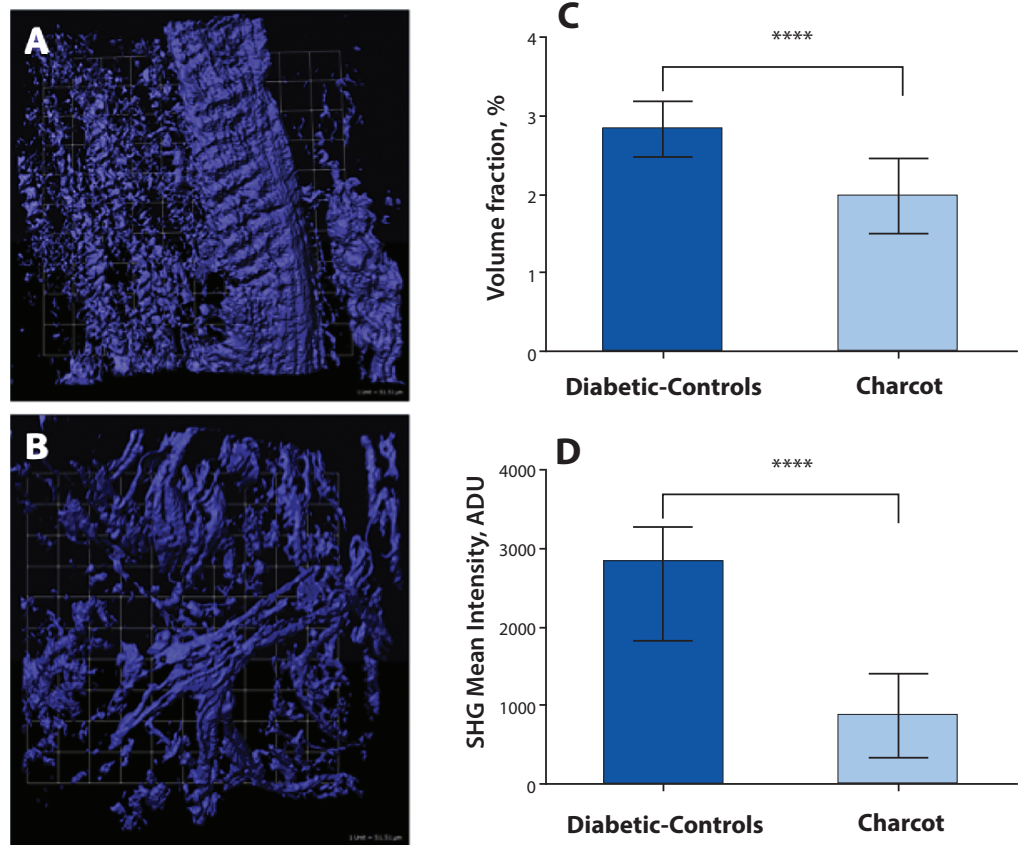 A
B
C
Volume fraction, %
4
3
2
1
0
****
Diabetic-Controls
Charcot
D
SHG Mean Intensity, ADU
4000
3000
2000
1000
0
****
Diabetic-Controls
Charcot